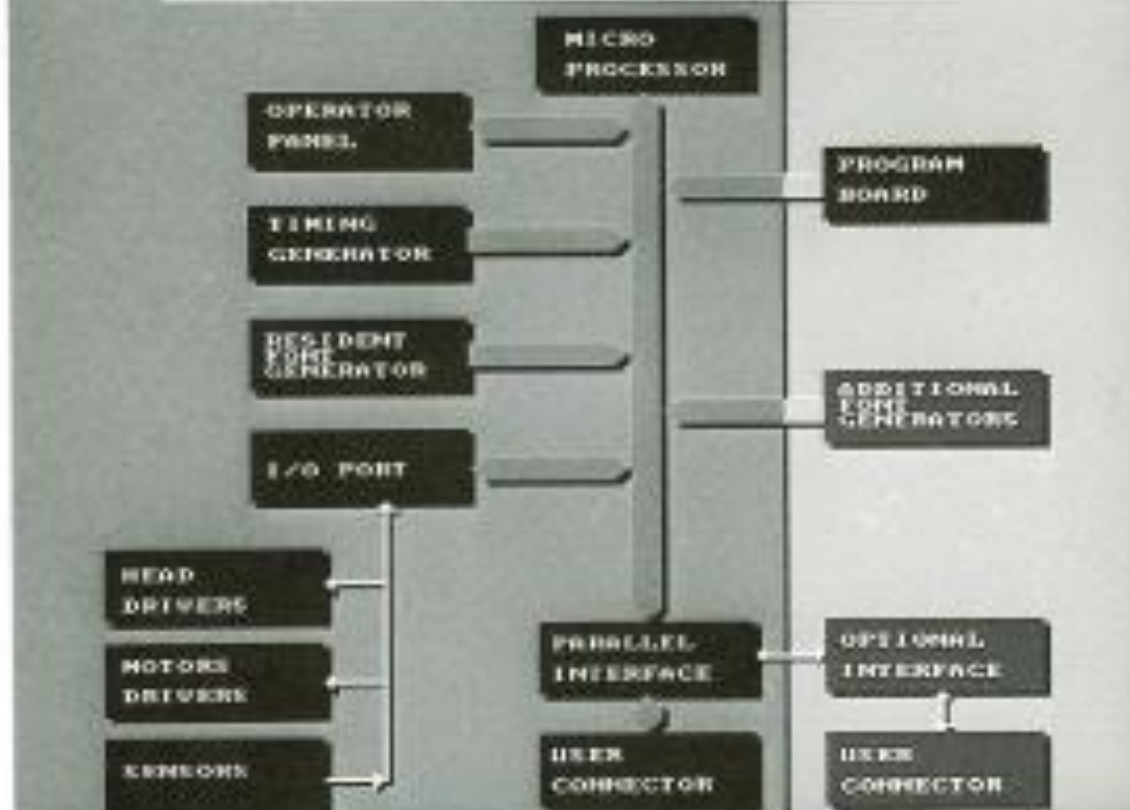 MICRO
PROCESSOR
OPERATOR
PANEL
PROGRAM
BOARD
TIMING
GENERATOR
RESIDENT
FONT
GENERATOR
ADDITIONAL
FONT
GENERATORS
I/O PORT
HEAD
DRIVERS
MOTORS
DRIVERS
SENSORS
PARALLEL
INTERFACE
OPTIONAL
INTERFACE
USER
CONNECTOR
USER
CONNECTOR